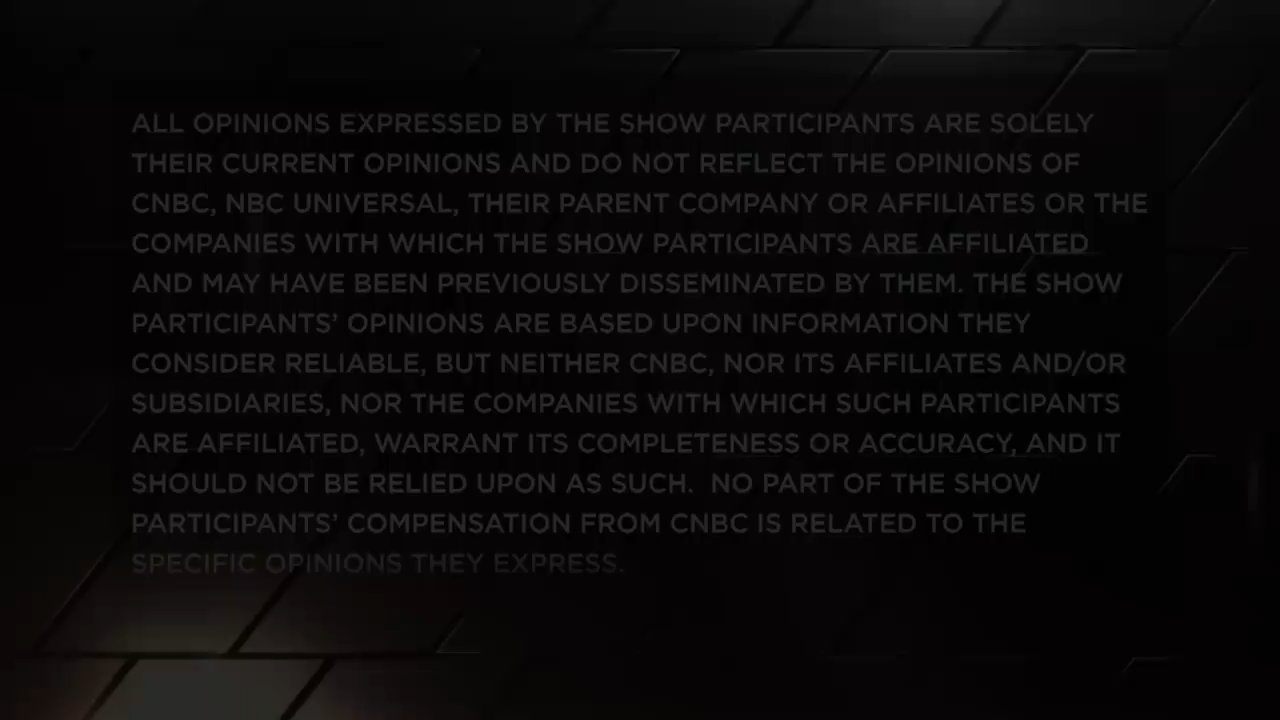 ALL OPINIONS EXPRESSED BY THE SHOW PARTICIPANTS ARE SOLELY
THEIR CURRENT OPINIONS AND DO NOT REFLECT THE OPINIONS OF
CNBC, NBC UNIVERSAL, THEIR PARENT COMPANY OR AFFILIATES OR THE
COMPANIES WITH WHICH THE SHOW PARTICIPANTS ARE AFFILIATED
AND MAY HAVE BEEN PREVIOUSLY DISSEMINATED BY THEM. THE SHOW
PARTICIPANTS’ OPINIONS ARE BASED UPON INFORMATION THEY
CONSIDER RELIABLE, BUT NEITHER CNBC, NOR ITS AFFILIATES AND/OR
SUBSIDIARIES, NOR THE COMPANIES WITH WHICH SUCH PARTICIPANTS
ARE AFFILIATED, WARRANT ITS COMPLETENESS OR ACCURACY, AND IT
SHOULD NOT BE RELIED UPON AS SUCH.  NO PART OF THE SHOW
PARTICIPANTS’ COMPENSATION FROM CNBC IS RELATED TO THE
SPECIFIC OPINIONS THEY EXPRESS.